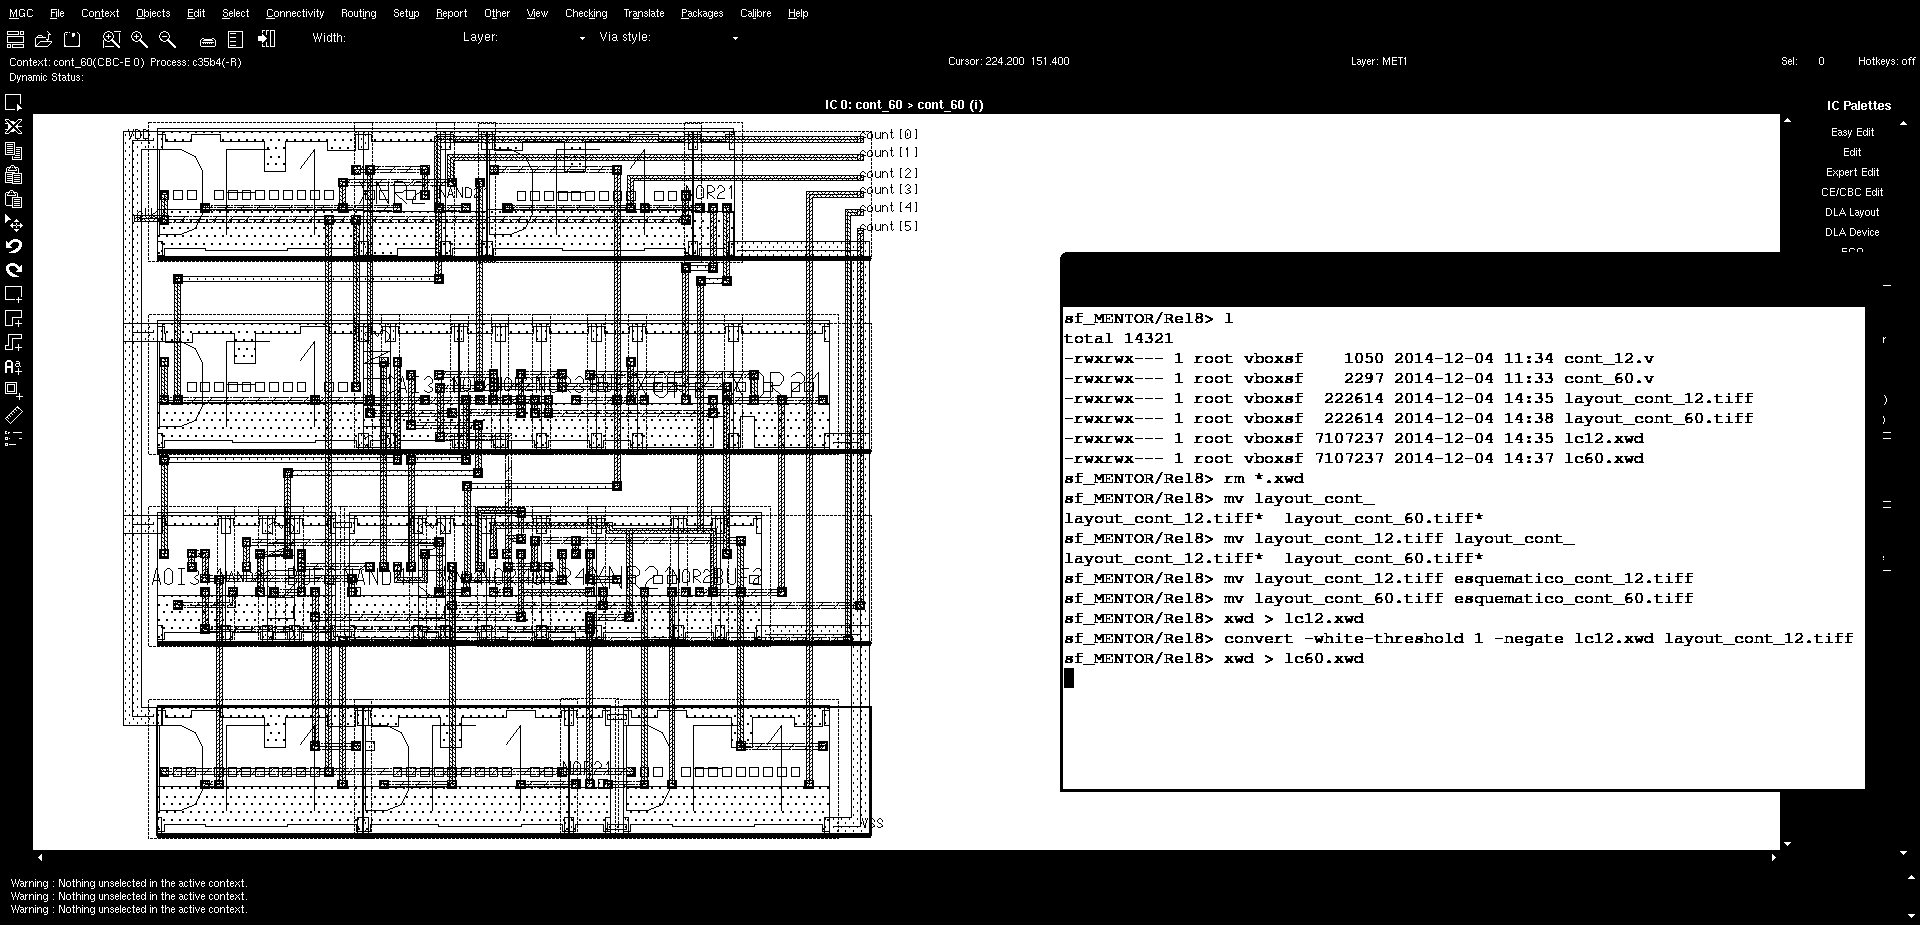 MGC File Context Objects Edit Select Connectivity Routing Setup Report Other View Checking Translate Packages Calibre Help
Width: Layer: Via style:
Context: cont_60(CBC-E 0) Process: c35b4(-R) Cursor: 224.200 151.400 Layer: MET1 Sel: 0 Hotkeys: off
Dynamic Status:
IC 0: cont_60 > cont_60 (i)
IC Palettes
Easy Edit
Edit
Expert Edit
CE/CBC Edit
DLA Layout
DLA Device
VDD
count[0]
count[1]
count[2]
count[3]
count[4]
count[5]
NAND2
NOR21
AOI3
NOR21
VSS
sf_MENTOR/Rel8> l
total 14321
-rwxrwx--- 1 root vboxsf    1050 2014-12-04 11:34 cont_12.v
-rwxrwx--- 1 root vboxsf    2297 2014-12-04 11:33 cont_60.v
-rwxrwx--- 1 root vboxsf  222614 2014-12-04 14:35 layout_cont_12.tiff
-rwxrwx--- 1 root vboxsf  222614 2014-12-04 14:38 layout_cont_60.tiff
-rwxrwx--- 1 root vboxsf 7107237 2014-12-04 14:35 lc12.xwd
-rwxrwx--- 1 root vboxsf 7107237 2014-12-04 14:37 lc60.xwd
sf_MENTOR/Rel8> rm *.xwd
sf_MENTOR/Rel8> mv layout_cont_
layout_cont_12.tiff*  layout_cont_60.tiff*
sf_MENTOR/Rel8> mv layout_cont_12.tiff layout_cont_
layout_cont_12.tiff*  layout_cont_60.tiff*
sf_MENTOR/Rel8> mv layout_cont_12.tiff esquematico_cont_12.tiff
sf_MENTOR/Rel8> mv layout_cont_60.tiff esquematico_cont_60.tiff
sf_MENTOR/Rel8> xwd > lc12.xwd
sf_MENTOR/Rel8> convert -white-threshold 1 -negate lc12.xwd layout_cont_12.tiff
sf_MENTOR/Rel8> xwd > lc60.xwd
Warning : Nothing unselected in the active context.
Warning : Nothing unselected in the active context.
Warning : Nothing unselected in the active context.